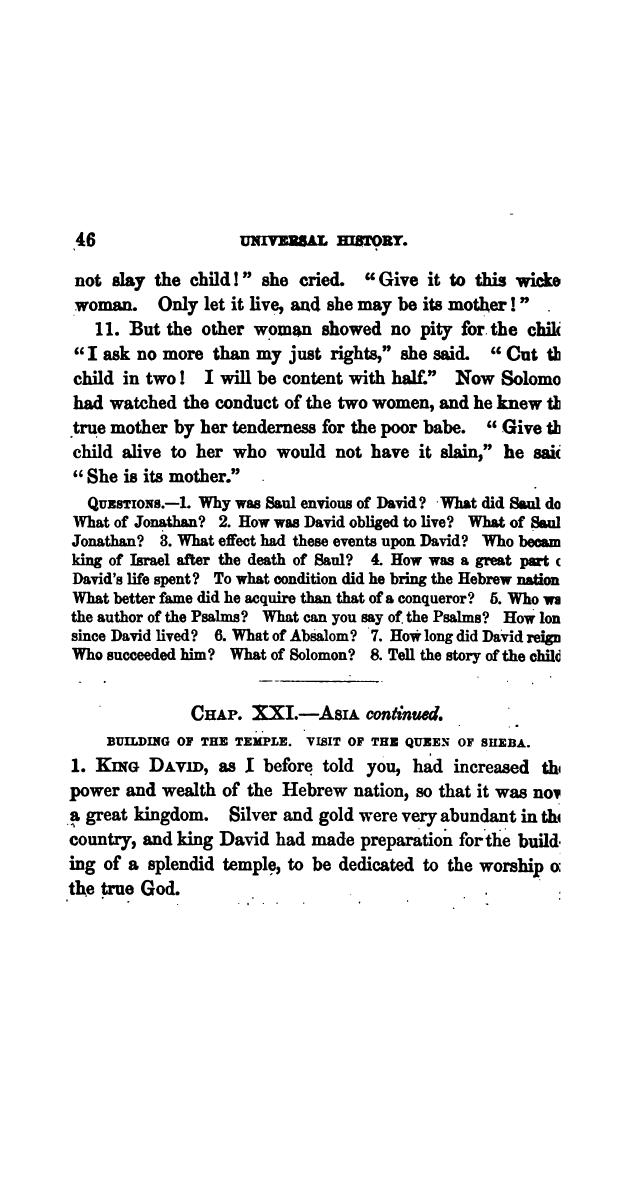 46 UNIVERSAL HISTORY.
not slay the child!" she cried. "Give it to this wicke
woman. Only let it live, and she may be its mother!"
11. But the other woman showed no pity for the chil
"I ask no more than my just rights," she said. "Cut th
child in two! I will be content with half." Now Solomo
had watched the conduct of the two women, and he knew th
true mother by her tenderness for the poor babe. "Give th
child alive to her who would not have it slain," he sai
"She is its mother."
QUESTIONS.—1. Why was Saul envious of David? What did Saul do
What of Jonathan? 2. How was David obliged to live? What of Saul
Jonathan? 3. What effect had these events upon David? Who becam
king of Israel after the death of Saul? 4. How was a great part
David's life spent? To what condition did he bring the Hebrew nation
What better fame did he acquire than that of a conqueror? 5. Who wa
the author of the Psalms? What can you say of the Psalms? How lon
since David lived? 6. What of Absalom? 7. How long did David reign
Who succeeded him? What of Solomon? 8. Tell the story of the child
CHAP. XXI.—ASIA continued.
BUILDING OF THE TEMPLE. VISIT OF THE QUEEN OF SHEBA.
1. KING DAVID, as I before told you, had increased th
power and wealth of the Hebrew nation, so that it was now
a great kingdom. Silver and gold were very abundant in th
country, and king David had made preparation for the build-
ing of a splendid temple, to be dedicated to the worship o
the true God.